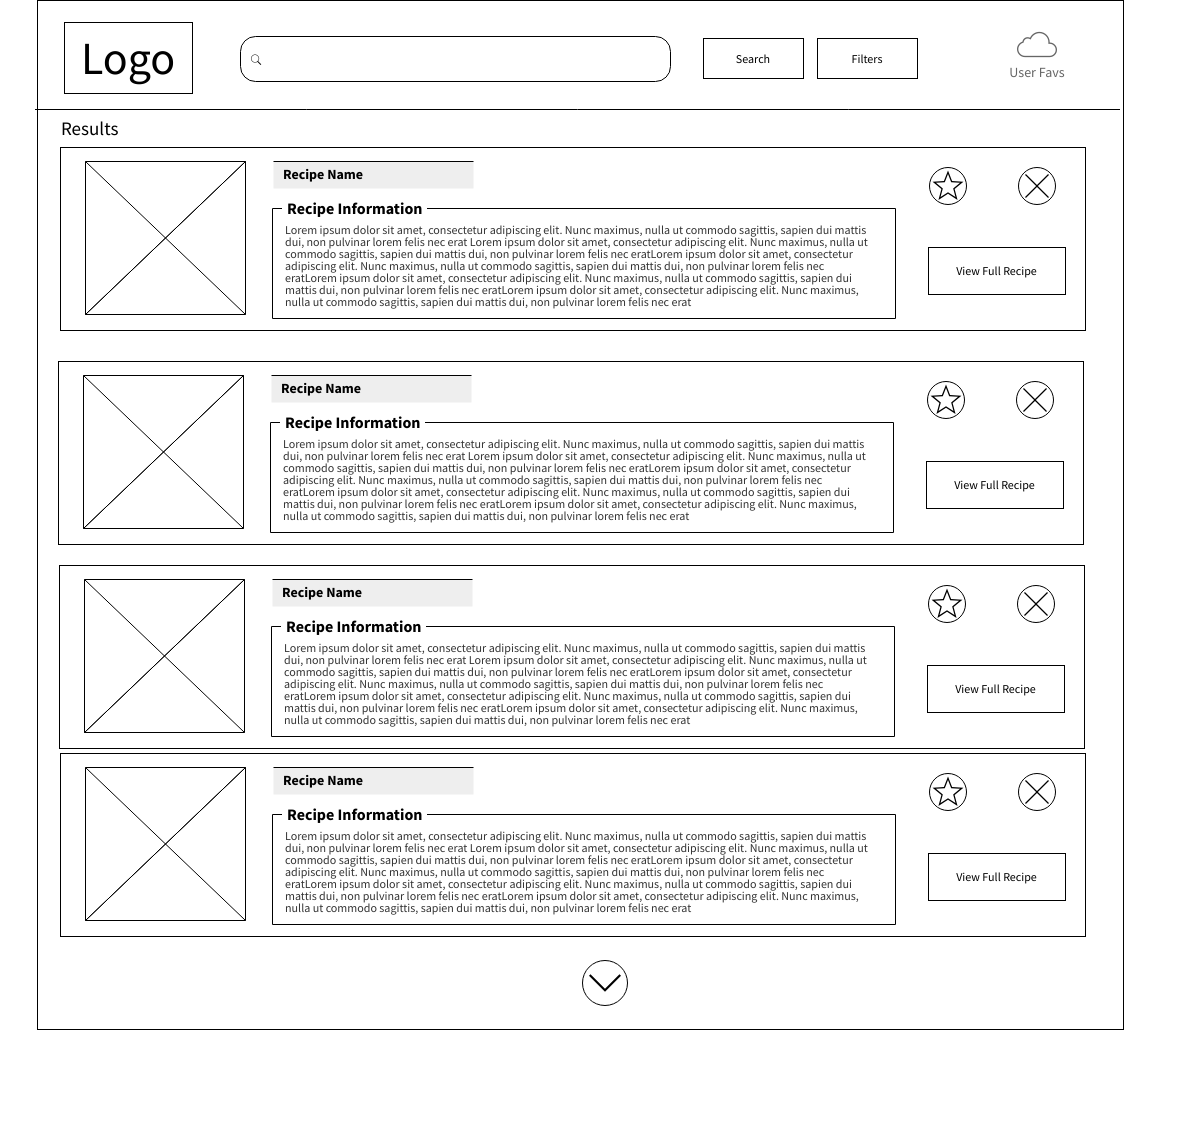 Logo
Search
Filters
User Favs
Results
Recipe Name
Recipe Information
Lorem ipsum dolor sit amet, consectetur adipiscing elit. Nunc maximus, nulla ut commodo sagittis, sapien dui mattis
dui, non pulvinar lorem felis nec erat Lorem ipsum dolor sit amet, consectetur adipiscing elit. Nunc maximus, nulla ut
commodo sagittis, sapien dui mattis dui, non pulvinar lorem felis nec eratLorem ipsum dolor sit amet, consectetur
adipiscing elit. Nunc maximus, nulla ut commodo sagittis, sapien dui mattis dui, non pulvinar lorem felis nec
eratLorem ipsum dolor sit amet, consectetur adipiscing elit. Nunc maximus, nulla ut commodo sagittis, sapien dui
mattis dui, non pulvinar lorem felis nec eratLorem ipsum dolor sit amet, consectetur adipiscing elit. Nunc maximus,
nulla ut commodo sagittis, sapien dui mattis dui, non pulvinar lorem felis nec erat
View Full Recipe
Recipe Name
Recipe Information
Lorem ipsum dolor sit amet, consectetur adipiscing elit. Nunc maximus, nulla ut commodo sagittis, sapien dui mattis
dui, non pulvinar lorem felis nec erat Lorem ipsum dolor sit amet, consectetur adipiscing elit. Nunc maximus, nulla ut
commodo sagittis, sapien dui mattis dui, non pulvinar lorem felis nec eratLorem ipsum dolor sit amet, consectetur
adipiscing elit. Nunc maximus, nulla ut commodo sagittis, sapien dui mattis dui, non pulvinar lorem felis nec
eratLorem ipsum dolor sit amet, consectetur adipiscing elit. Nunc maximus, nulla ut commodo sagittis, sapien dui
mattis dui, non pulvinar lorem felis nec eratLorem ipsum dolor sit amet, consectetur adipiscing elit. Nunc maximus,
nulla ut commodo sagittis, sapien dui mattis dui, non pulvinar lorem felis nec erat
View Full Recipe
Recipe Name
Recipe Information
Lorem ipsum dolor sit amet, consectetur adipiscing elit. Nunc maximus, nulla ut commodo sagittis, sapien dui mattis
dui, non pulvinar lorem felis nec erat Lorem ipsum dolor sit amet, consectetur adipiscing elit. Nunc maximus, nulla ut
commodo sagittis, sapien dui mattis dui, non pulvinar lorem felis nec eratLorem ipsum dolor sit amet, consectetur
adipiscing elit. Nunc maximus, nulla ut commodo sagittis, sapien dui mattis dui, non pulvinar lorem felis nec
eratLorem ipsum dolor sit amet, consectetur adipiscing elit. Nunc maximus, nulla ut commodo sagittis, sapien dui
mattis dui, non pulvinar lorem felis nec eratLorem ipsum dolor sit amet, consectetur adipiscing elit. Nunc maximus,
nulla ut commodo sagittis, sapien dui mattis dui, non pulvinar lorem felis nec erat
View Full Recipe
Recipe Name
Recipe Information
Lorem ipsum dolor sit amet, consectetur adipiscing elit. Nunc maximus, nulla ut commodo sagittis, sapien dui mattis
dui, non pulvinar lorem felis nec erat Lorem ipsum dolor sit amet, consectetur adipiscing elit. Nunc maximus, nulla ut
commodo sagittis, sapien dui mattis dui, non pulvinar lorem felis nec eratLorem ipsum dolor sit amet, consectetur
adipiscing elit. Nunc maximus, nulla ut commodo sagittis, sapien dui mattis dui, non pulvinar lorem felis nec
eratLorem ipsum dolor sit amet, consectetur adipiscing elit. Nunc maximus, nulla ut commodo sagittis, sapien dui
mattis dui, non pulvinar lorem felis nec eratLorem ipsum dolor sit amet, consectetur adipiscing elit. Nunc maximus,
nulla ut commodo sagittis, sapien dui mattis dui, non pulvinar lorem felis nec erat
View Full Recipe